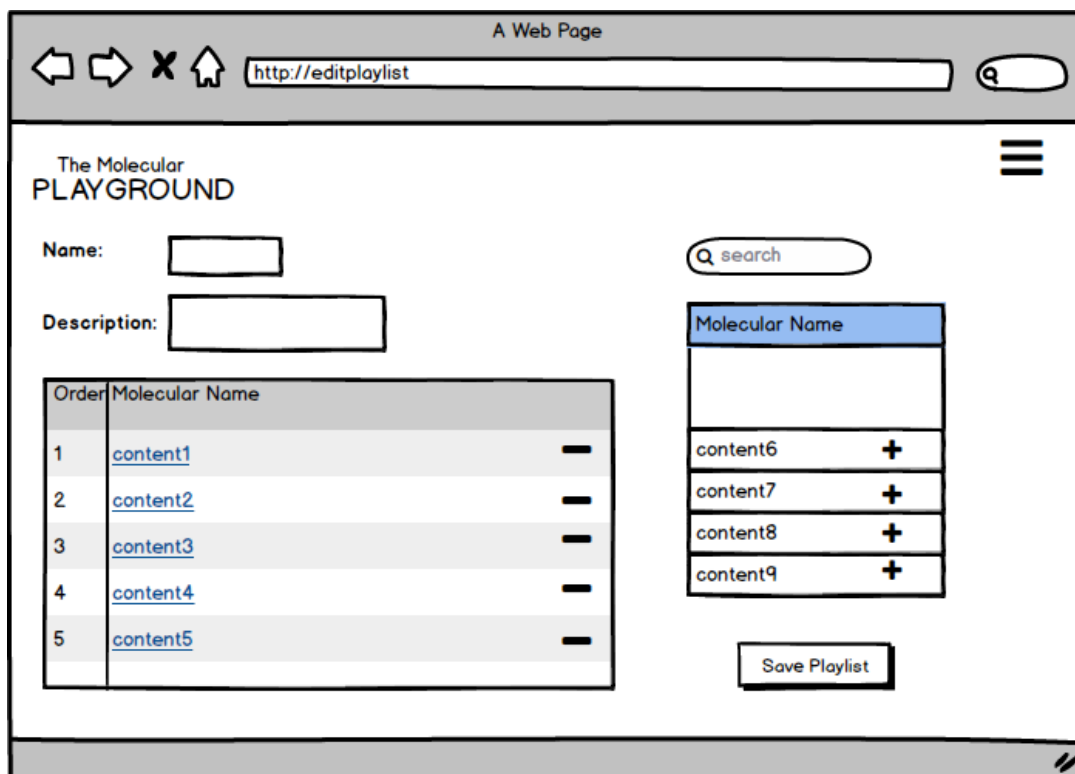 A Web Page
http://editplaylist
The Molecular
PLAYGROUND
Name:
search
Description:
Molecular Name
Order Molecular Name
1 content1
2 content2
3 content3
4 content4
5 content5
content6
content7
content8
content9
Save Playlist